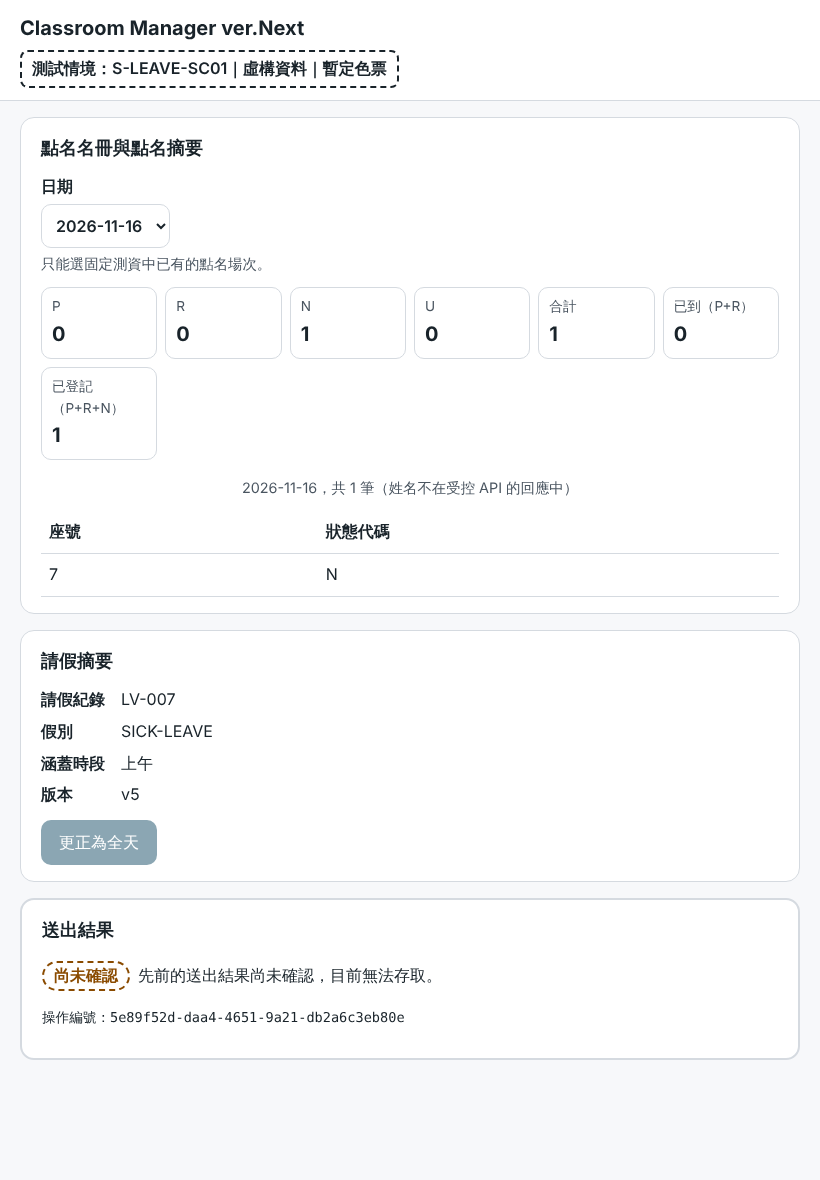 Classroom Manager ver.Next
測試情境：S-LEAVE-SC01｜虛構資料｜暫定色票
點名名冊與點名摘要
日期
2026-11-16
只能選固定測資中已有的點名場次。
P
0
R
0
N
1
U
0
合計
1
已到（P+R）
0
已登記
（P+R+N）
1
2026-11-16，共 1 筆（姓名不在受控 API 的回應中）
座號 狀態代碼
7 N
請假摘要
請假紀錄 LV-007
假別 SICK-LEAVE
涵蓋時段 上午
版本 v5
更正為全天
送出結果
尚未確認 先前的送出結果尚未確認，目前無法存取。
操作編號：5e89f52d-daa4-4651-9a21-db2a6c3eb80e